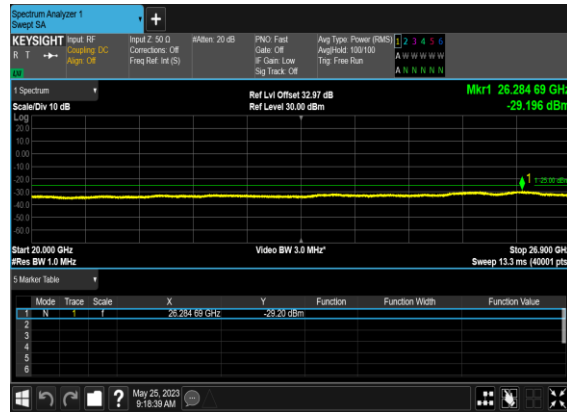 Spectrum Analyzer 1
Swept SA
+
KEYSIGHT Input: RF Input Z: 50 Ω #Atten: 20 dB PNO: Fast Avg Type: Power (RMS) 1 2 3 4 5 6
R T Coupling: DC Corrections: Off Gate: Off Avg|Hold: 100/100 A W W W W W
Align: Off Freq Ref: Int (S) IF Gain: Low Trig: Free Run
Sig Track: Off A N N N N N
1 Spectrum Ref Lvl Offset 32.97 dB Mkr1 26.284 69 GHz
Scale/Div 10 dB Ref Level 30.00 dBm -29.196 dBm
Log
20.0
10.0
0.00
-10.0
-20.0
1
-30.0
-40.0
-50.0
-60.0
Start 20.000 GHz Video BW 3.0 MHz* Stop 26.900 GHz
#Res BW 1.0 MHz Sweep 13.3 ms (40001 pts)
5 Marker Table
Mode Trace Scale X Y Function Function Width Function Value
1 N 1 f 26.284 69 GHz -29.20 dBm
2
3
4
5
6
? May 25, 2023
9:18:39 AM